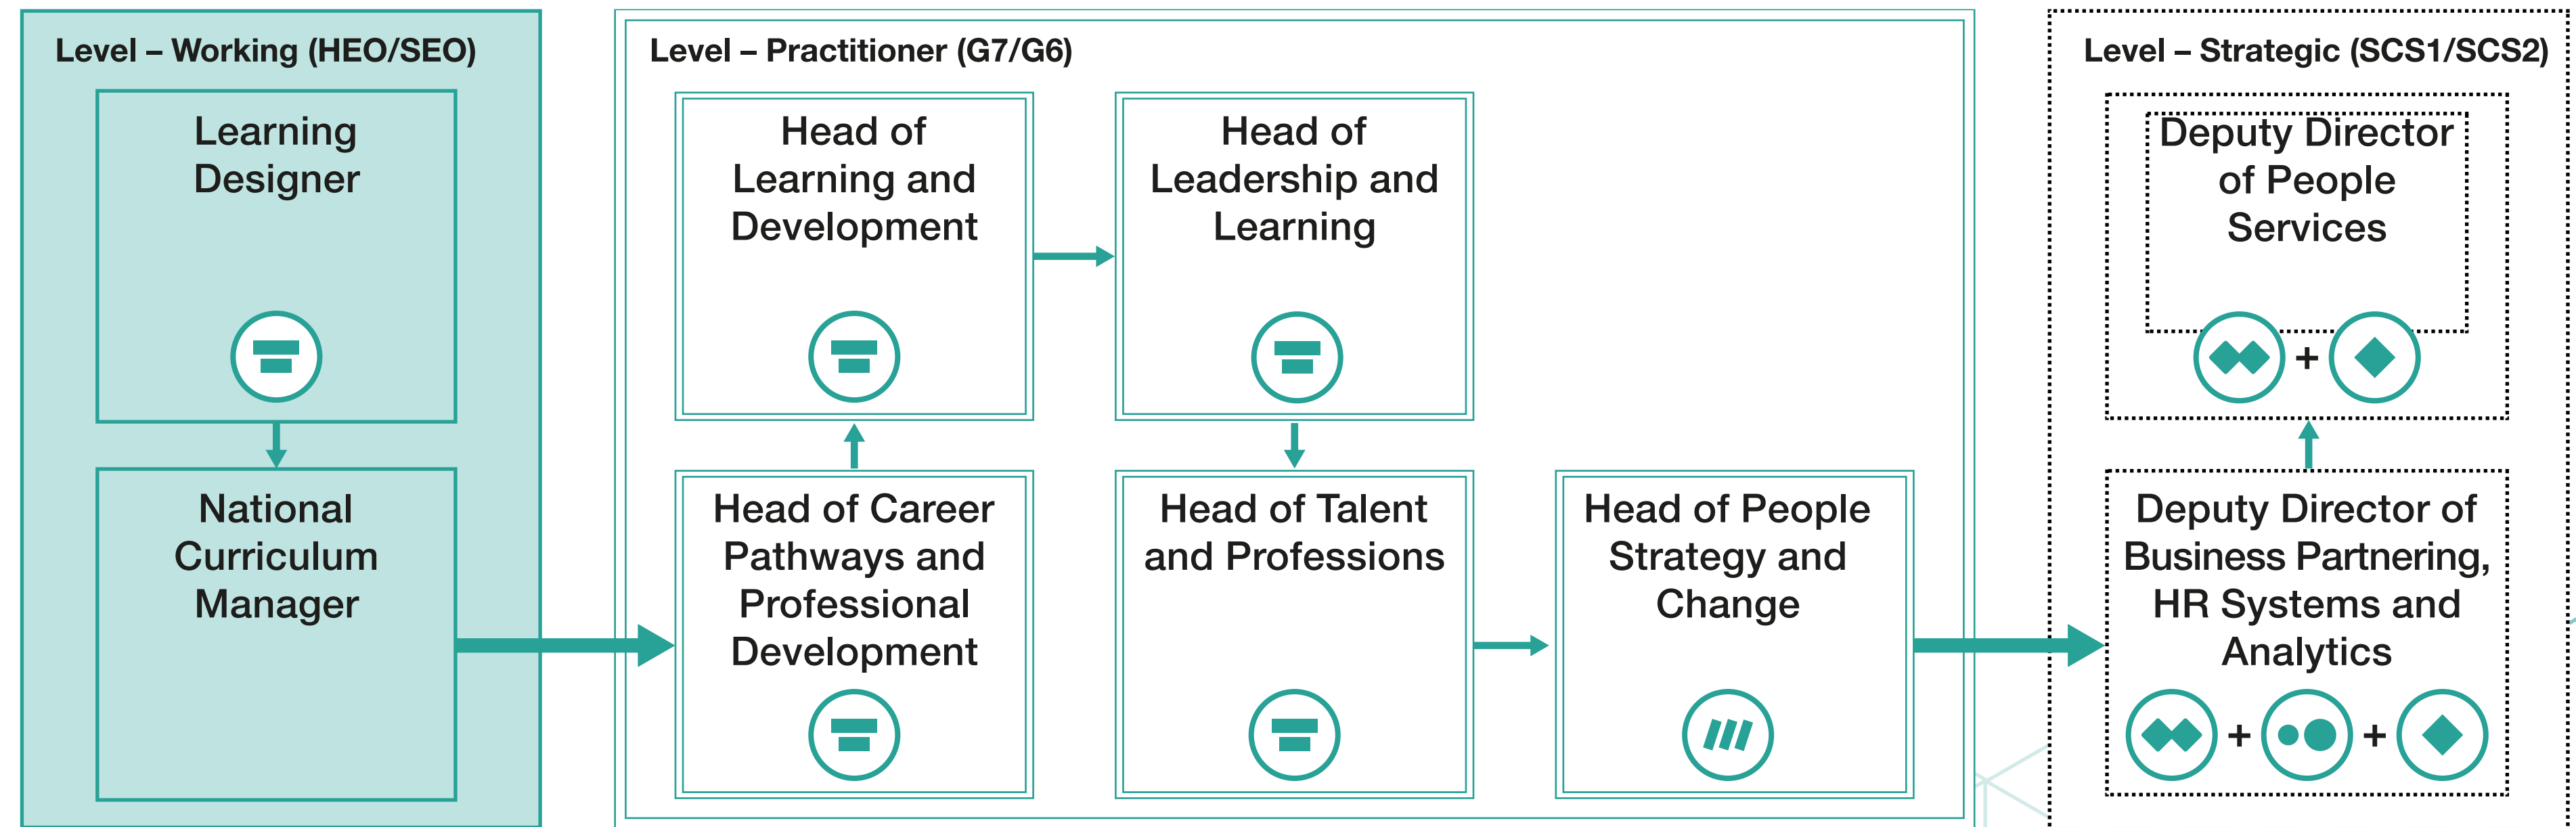 Level – Working (HEO/SEO)
Learning
Designer
National
Curriculum
Manager
Level – Practitioner (G7/G6)
Head of
Learning and
Development
Head of
Leadership and
Learning
Head of Career
Pathways and
Professional
Development
Head of Talent
and Professions
Head of People
Strategy and
Change
Level – Strategic (SCS1/SCS2)
Deputy Director
of People
Services
+
Deputy Director of
Business Partnering,
HR Systems and
Analytics
+ +